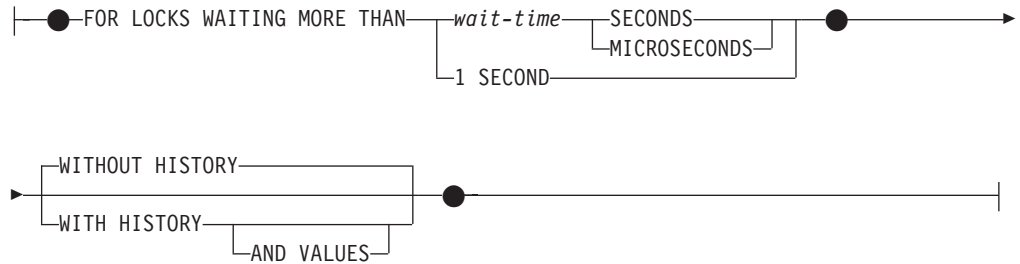 FOR LOCKS WAITING MORE THAN wait-time SECONDS
MICROSECONDS
1 SECOND
WITHOUT HISTORY
WITH HISTORY
AND VALUES